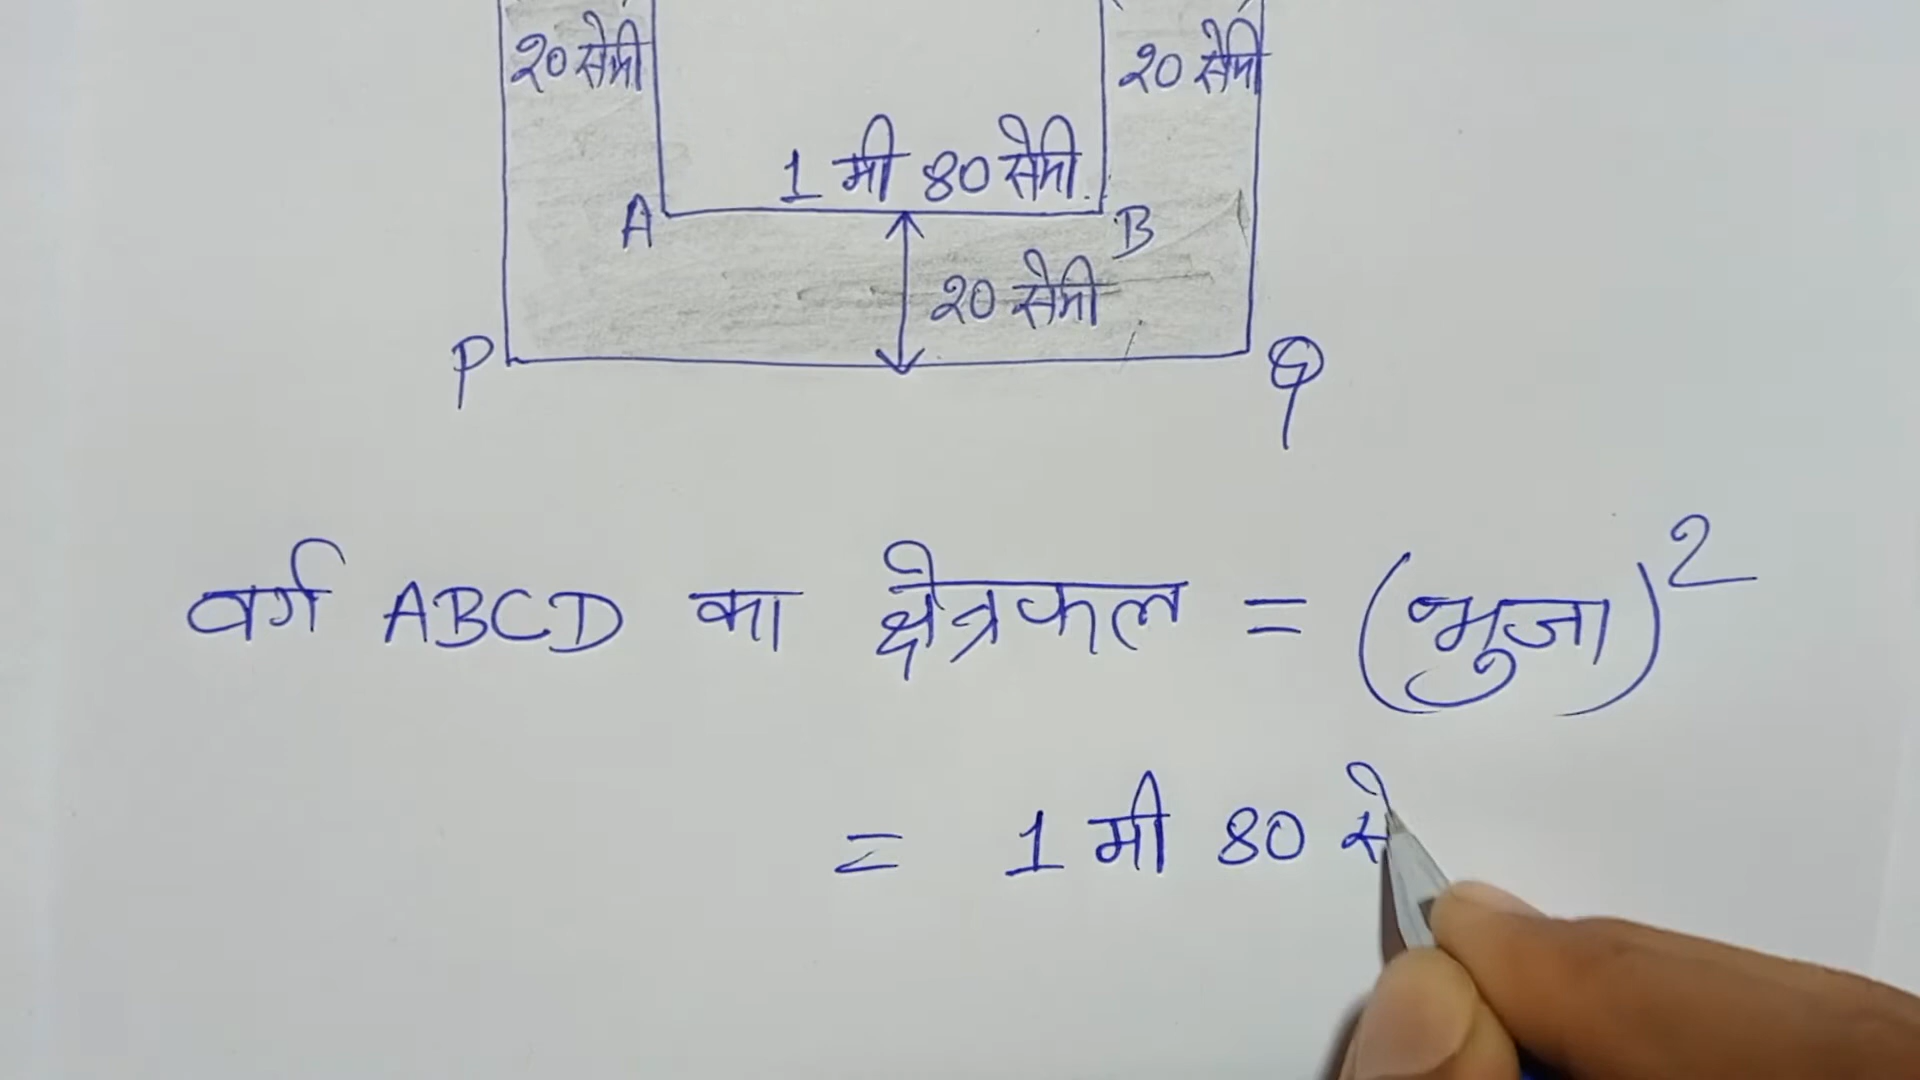 20 सेमी 20 सेमी
1 मी 80 सेमी.
A B
20 सेमी
P Q
वर्ग ABCD का क्षेत्रफल = (भुजा)²
= 1 मी 80 से